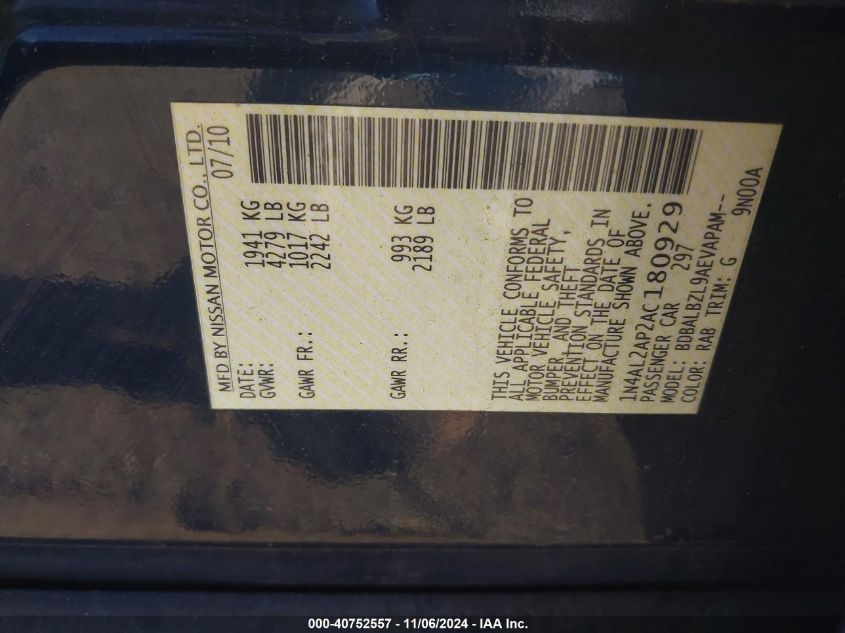 MFD BY NISSAN MOTOR CO., LTD.
DATE: 07/10
GVWR: 1941 KG
4279 LB
GAWR FR.: 1017 KG
2242 LB
GAWR RR.: 993 KG
2189 LB
THIS VEHICLE CONFORMS TO
ALL APPLICABLE FEDERAL
MOTOR VEHICLE SAFETY,
BUMPER, AND THEFT
PREVENTION STANDARDS IN
EFFECT ON THE DATE OF
MANUFACTURE SHOWN ABOVE.
1N4AL2AP2AC180929
PASSENGER CAR 297
MODEL: BDBALBZL9AEVAPAM--
COLOR: RAB TRIM: G 9N00A
000-40752557 - 11/06/2024 - IAA Inc.